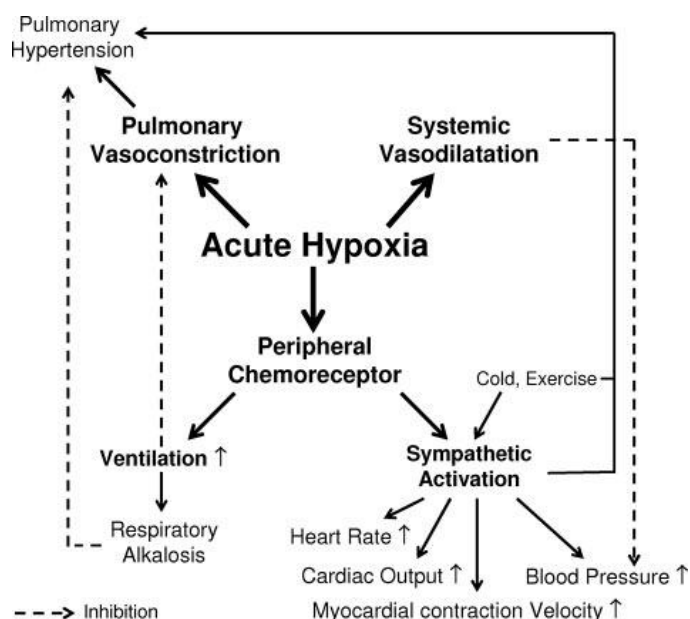 Pulmonary
Hypertension
Pulmonary
Vasoconstriction
Systemic
Vasodilatation
Acute Hypoxia
Peripheral
Chemoreceptor
Cold, Exercise
Ventilation ↑
Sympathetic
Activation
Respiratory
Alkalosis
Heart Rate ↑
Cardiac Output ↑
Blood Pressure ↑
Myocardial contraction Velocity ↑
Inhibition